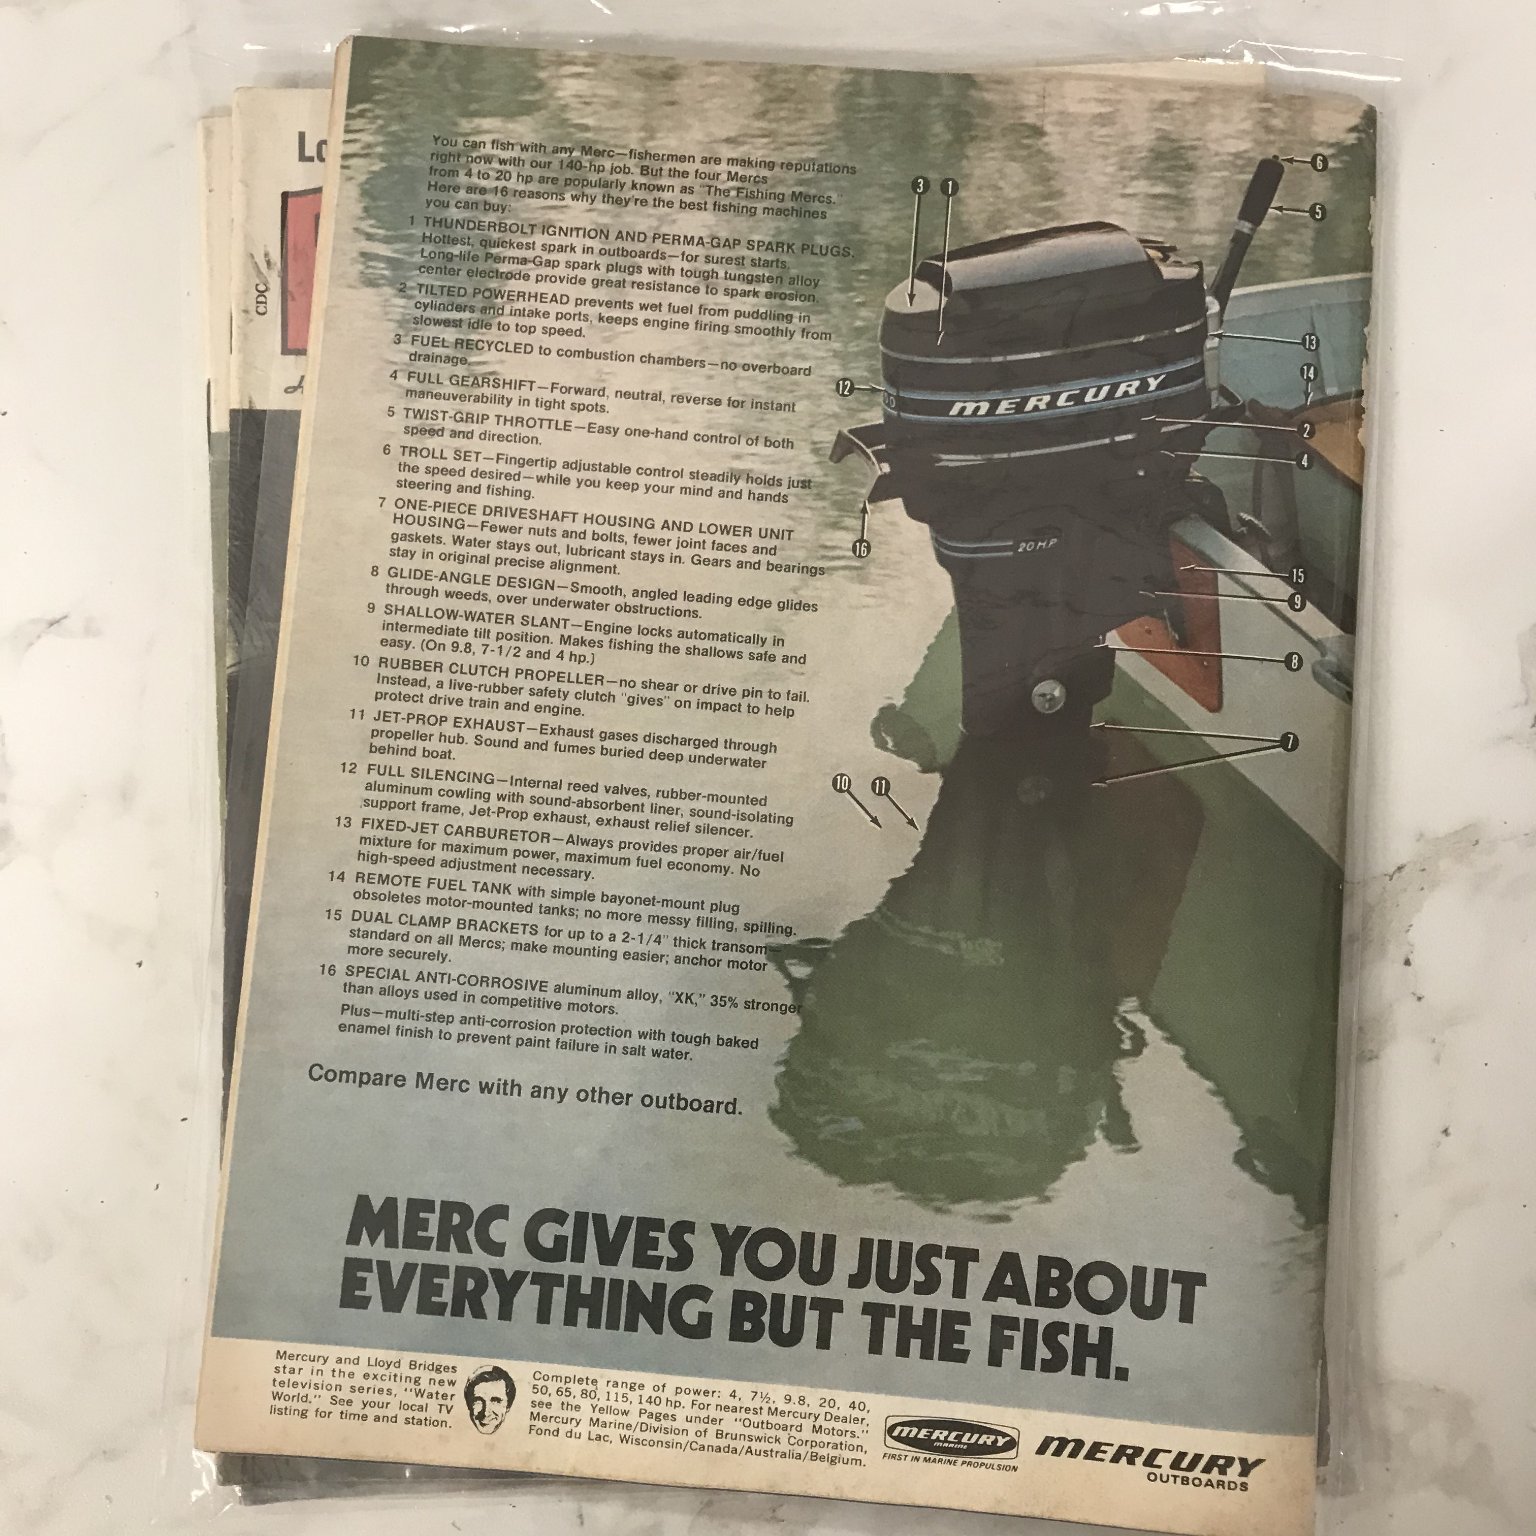 Lo
CDC
You can fish with any Merc—fishermen are making reputations
right now with our 140-hp job. But the four Mercs
from 4 to 20 hp are popularly known as "The Fishing Mercs."
Here are 16 reasons why they're the best fishing machines
you can buy:
1 THUNDERBOLT IGNITION AND PERMA-GAP SPARK PLUGS.
Hottest, quickest spark in outboards—for surest starts.
Long-life Perma-Gap spark plugs with tough tungsten alloy
center electrode provide great resistance to spark erosion.
2 TILTED POWERHEAD prevents wet fuel from puddling in
cylinders and intake ports, keeps engine firing smoothly from
slowest idle to top speed.
3 FUEL RECYCLED to combustion chambers—no overboard
drainage.
4 FULL GEARSHIFT—Forward, neutral, reverse for instant
maneuverability in tight spots.
5 TWIST-GRIP THROTTLE—Easy one-hand control of both
speed and direction.
6 TROLL SET—Fingertip adjustable control steadily holds just
the speed desired—while you keep your mind and hands
steering and fishing.
7 ONE-PIECE DRIVESHAFT HOUSING AND LOWER UNIT
HOUSING—Fewer nuts and bolts, fewer joint faces and
gaskets. Water stays out, lubricant stays in. Gears and bearings
stay in original precise alignment.
8 GLIDE-ANGLE DESIGN—Smooth, angled leading edge glides
through weeds, over underwater obstructions.
9 SHALLOW-WATER SLANT—Engine locks automatically in
intermediate tilt position. Makes fishing the shallows safe and
easy. (On 9.8, 7-1/2 and 4 hp.)
10 RUBBER CLUTCH PROPELLER—no shear or drive pin to fail.
Instead, a live-rubber safety clutch "gives" on impact to help
protect drive train and engine.
11 JET-PROP EXHAUST—Exhaust gases discharged through
propeller hub. Sound and fumes buried deep underwater
behind boat.
12 FULL SILENCING—Internal reed valves, rubber-mounted
aluminum cowling with sound-absorbent liner, sound-isolating
support frame, Jet-Prop exhaust, exhaust relief silencer.
13 FIXED-JET CARBURETOR—Always provides proper air/fuel
mixture for maximum power, maximum fuel economy. No
high-speed adjustment necessary.
14 REMOTE FUEL TANK with simple bayonet-mount plug
obsoletes motor-mounted tanks; no more messy filling, spilling.
15 DUAL CLAMP BRACKETS for up to a 2-1/4" thick transom—
standard on all Mercs; make mounting easier; anchor motor
more securely.
16 SPECIAL ANTI-CORROSIVE aluminum alloy, "XK," 35% stronger
than alloys used in competitive motors.
Plus—multi-step anti-corrosion protection with tough baked
enamel finish to prevent paint failure in salt water.
Compare Merc with any other outboard.
3 1
6
5
13
14
12
MERCURY
2
4
16
20 H.P
15
9
8
7
10 11
MERC GIVES YOU JUST ABOUT
EVERYTHING BUT THE FISH.
Mercury and Lloyd Bridges
star in the exciting new
television series, "Water
World." See your local TV
listing for time and station.
Complete range of power: 4, 7½, 9.8, 20, 40,
50, 65, 80, 115, 140 hp. For nearest Mercury Dealer,
see the Yellow Pages under "Outboard Motors."
Mercury Marine/Division of Brunswick Corporation,
Fond du Lac, Wisconsin/Canada/Australia/Belgium.
MERCURY
MARINE
FIRST IN MARINE PROPULSION
MERCURY
OUTBOARDS